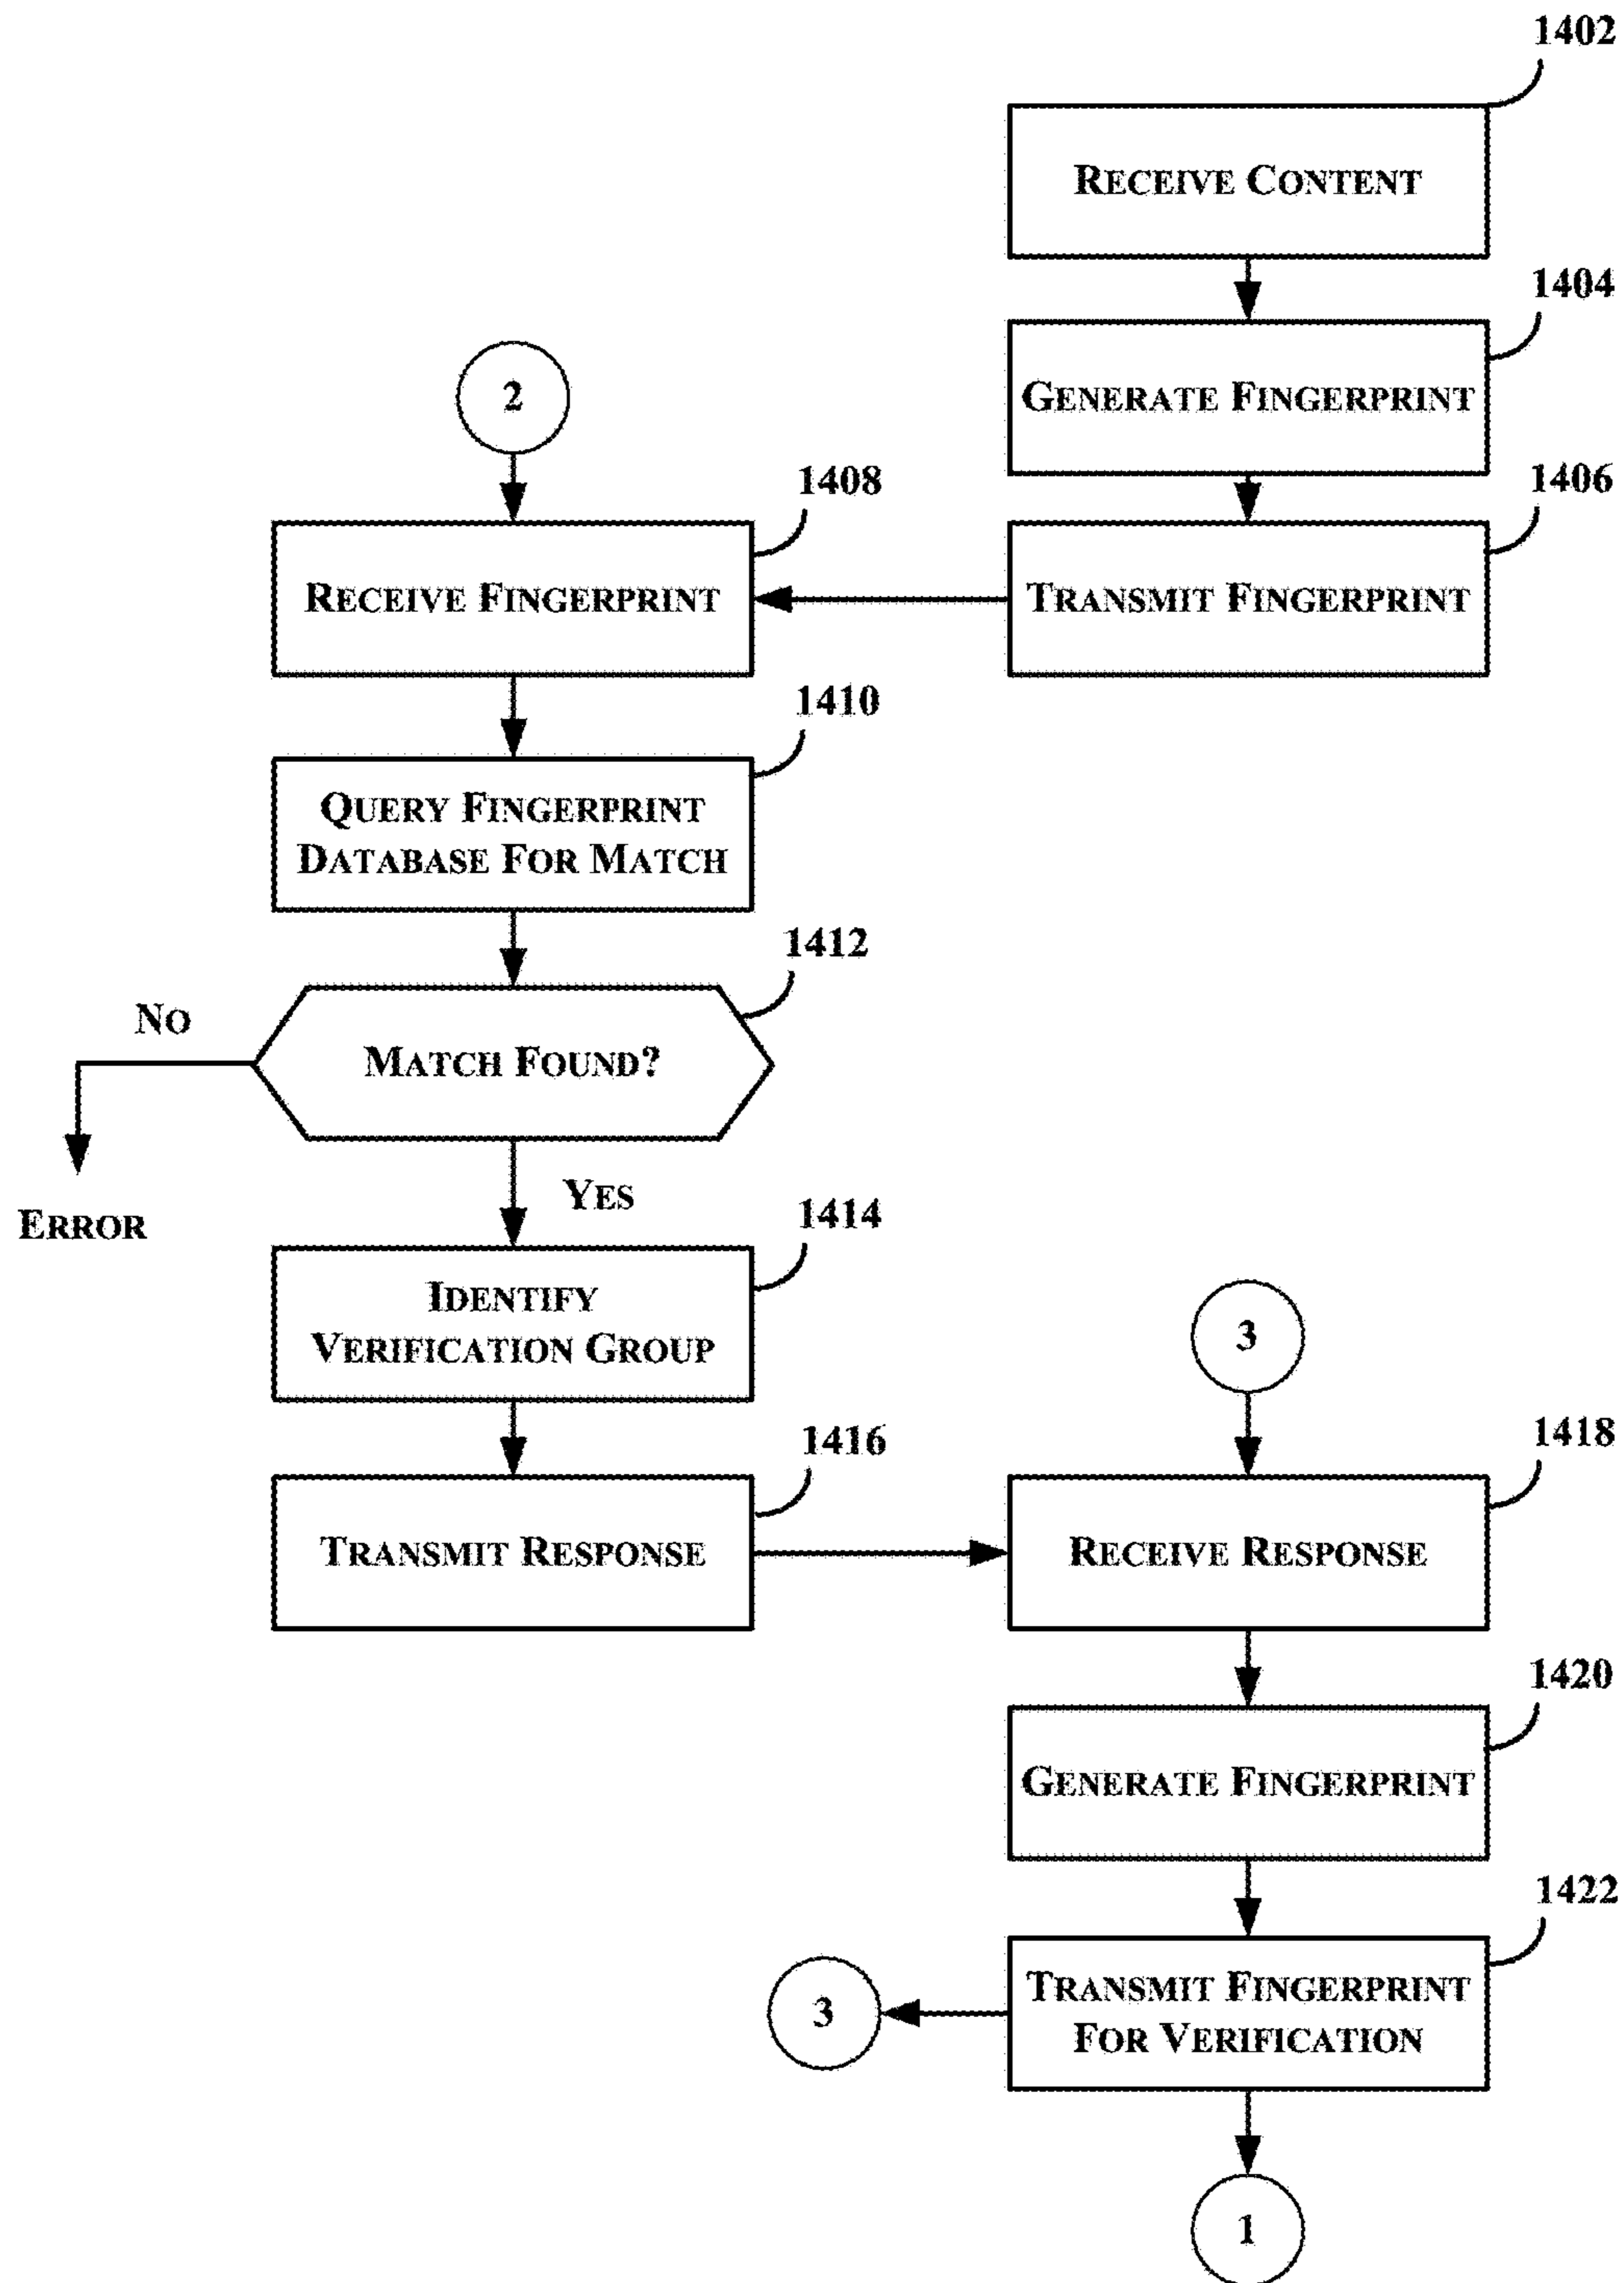 1402
RECEIVE CONTENT
1404
GENERATE FINGERPRINT
2
1406
1408
RECEIVE FINGERPRINT
TRANSMIT FINGERPRINT
1410
QUERY FINGERPRINT
DATABASE FOR MATCH
1412
NO
MATCH FOUND?
YES
ERROR
1414
IDENTIFY
VERIFICATION GROUP
3
1416
1418
TRANSMIT RESPONSE
RECEIVE RESPONSE
1420
GENERATE FINGERPRINT
1422
TRANSMIT FINGERPRINT
FOR VERIFICATION
3
1